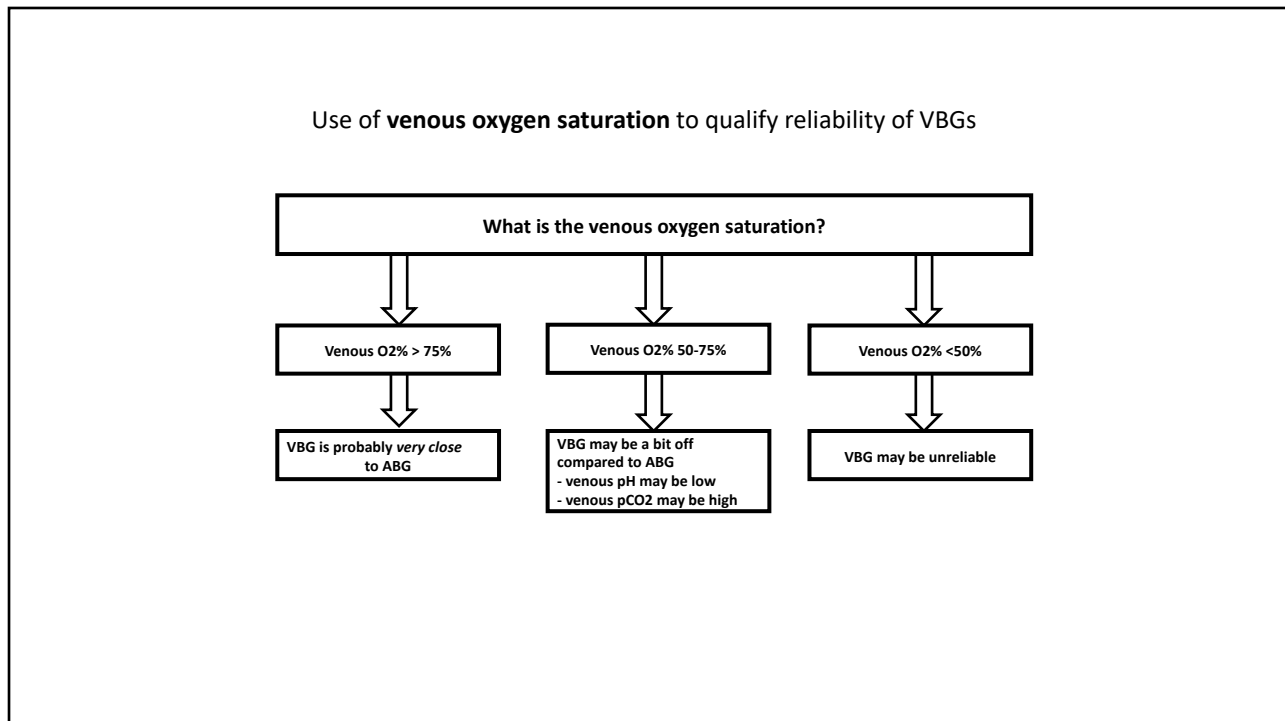 Use of venous oxygen saturation to qualify reliability of VBGs
What is the venous oxygen saturation?
Venous O2% > 75%
Venous O2% 50-75%
Venous O2% <50%
VBG is probably very close
to ABG
VBG may be a bit off
compared to ABG
- venous pH may be low
- venous pCO2 may be high
VBG may be unreliable